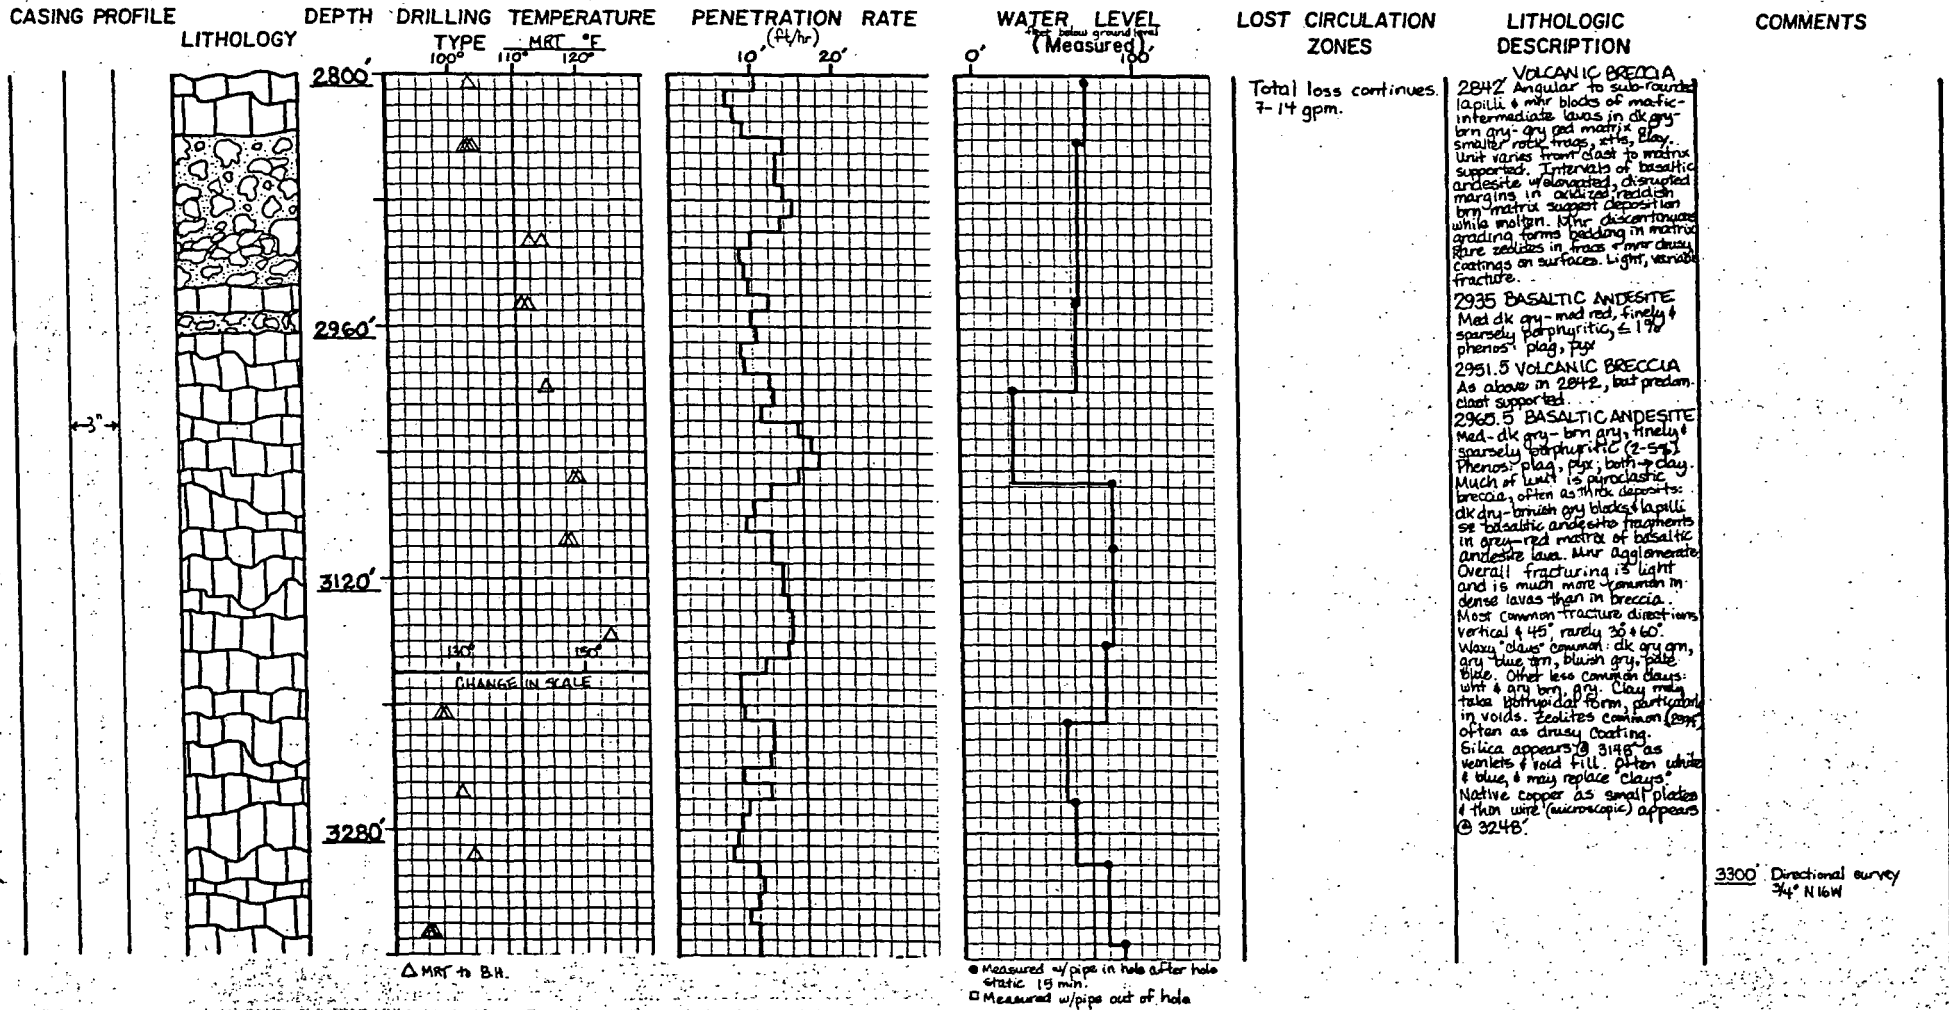 CASING PROFILE
LITHOLOGY
DEPTH
DRILLING TEMPERATURE
TYPE MRT °F
100° 110° 120°
PENETRATION RATE
(ft/hr)
10' 20'
WATER LEVEL
feet below ground level
(Measured)
0' 100'
LOST CIRCULATION
ZONES
LITHOLOGIC
DESCRIPTION
COMMENTS
2800'
2960'
3120'
3280'
3"
130° 150°
CHANGE IN SCALE
△ MRT to B.H.
● Measured w/pipe in hole after hole
static 15 min.
□ Measured w/pipe out of hole
Total loss continues.
7-14 gpm.
VOLCANIC BRECCIA
2842' Angular to sub-rounded
lapilli & mnr blocks of mafic-
intermediate lavas in dk gry-
brn gry-gry red matrix of
smaller rock frags, xtls, clay.
Unit varies from clast to matrix
supported. Intervals of basaltic
andesite w/elongated, disrupted
margins in oxidized reddish
brn matrix suggest deposition
while molten. Mnr discontinuous
grading forms bedding in matrix
Rare zeolites in frags & mnr drusy
coatings on surfaces. Light, variable
fracture.
2935 BASALTIC ANDESITE
Med dk gry-mod red, finely &
sparsely porphyritic, ≤ 1%
phenos: plag, pyx
2951.5 VOLCANIC BRECCIA
As above in 2842, but predom.
clast supported.
2965.5 BASALTIC ANDESITE
Med-dk gry-brn gry, finely &
sparsely porphyritic (2-5%)
Phenos: plag, pyx, both → clay.
Much of unit is pyroclastic
breccia, often as thick deposits:
dk dry-brnish gry blocks & lapilli
sz basaltic andesite fragments
in grey-red matrix of basaltic
andesite lava. Mnr agglomerate
Overall fracturing is light
and is much more common in
dense lavas than in breccia.
Most common fracture directions
vertical & 45°, rarely 30° & 60°.
Waxy "clays" common: dk gry grn,
gry blue grn, bluish gry, pale
blue. Other less common clays:
wht & gry brn, gry. Clay may
take botryoidal form, particularly
in voids. Zeolites common
often as drusy coating.
Silica appears @ 3148' as
veinlets & void fill. Often white
& blue, & may replace "clays"
Native copper as small plates
& thin wire (microscopic) appears
@ 3248'.
3300' Directional survey
3/4° N16W